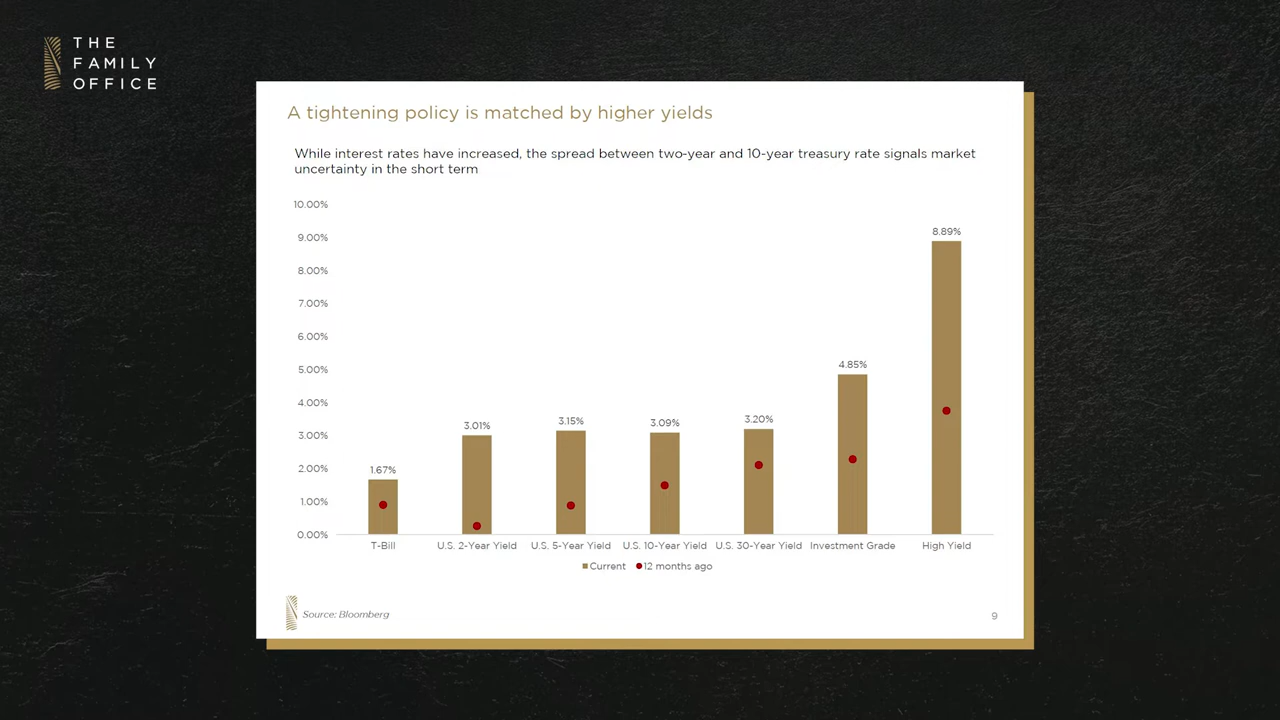 THE
FAMILY
OFFICE
A tightening policy is matched by higher yields
While interest rates have increased, the spread between two-year and 10-year treasury rate signals market
uncertainty in the short term
10.00%
9.00%
8.00%
7.00%
6.00%
5.00%
4.00%
3.00%
2.00%
1.00%
0.00%
1.67%
3.01%
3.15%
3.09%
3.20%
4.85%
8.89%
T-Bill
U.S. 2-Year Yield
U.S. 5-Year Yield
U.S. 10-Year Yield
U.S. 30-Year Yield
Investment Grade
High Yield
Current
12 months ago
Source: Bloomberg
9